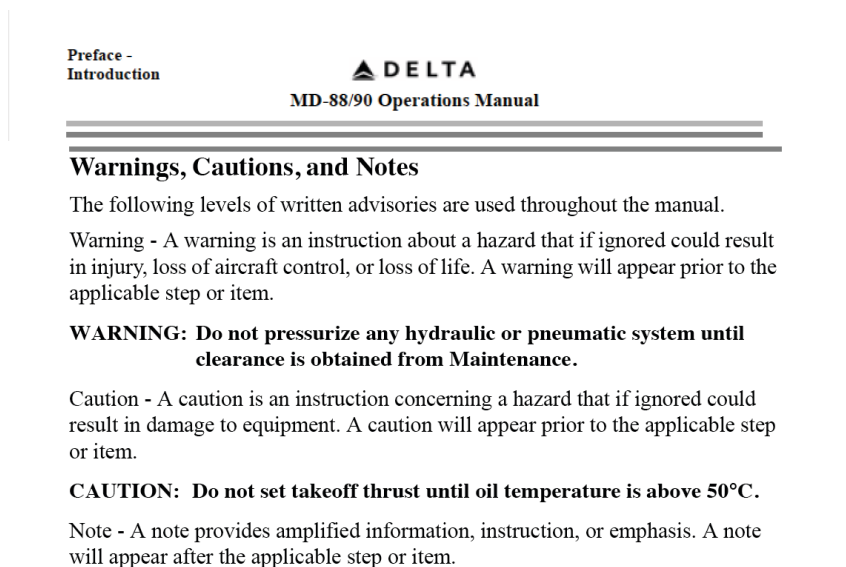 Preface -
Introduction
DELTA
MD-88/90 Operations Manual
Warnings, Cautions, and Notes
The following levels of written advisories are used throughout the manual.
Warning - A warning is an instruction about a hazard that if ignored could result
in injury, loss of aircraft control, or loss of life. A warning will appear prior to the
applicable step or item.
WARNING: Do not pressurize any hydraulic or pneumatic system until
clearance is obtained from Maintenance.
Caution - A caution is an instruction concerning a hazard that if ignored could
result in damage to equipment. A caution will appear prior to the applicable step
or item.
CAUTION: Do not set takeoff thrust until oil temperature is above 50°C.
Note - A note provides amplified information, instruction, or emphasis. A note
will appear after the applicable step or item.